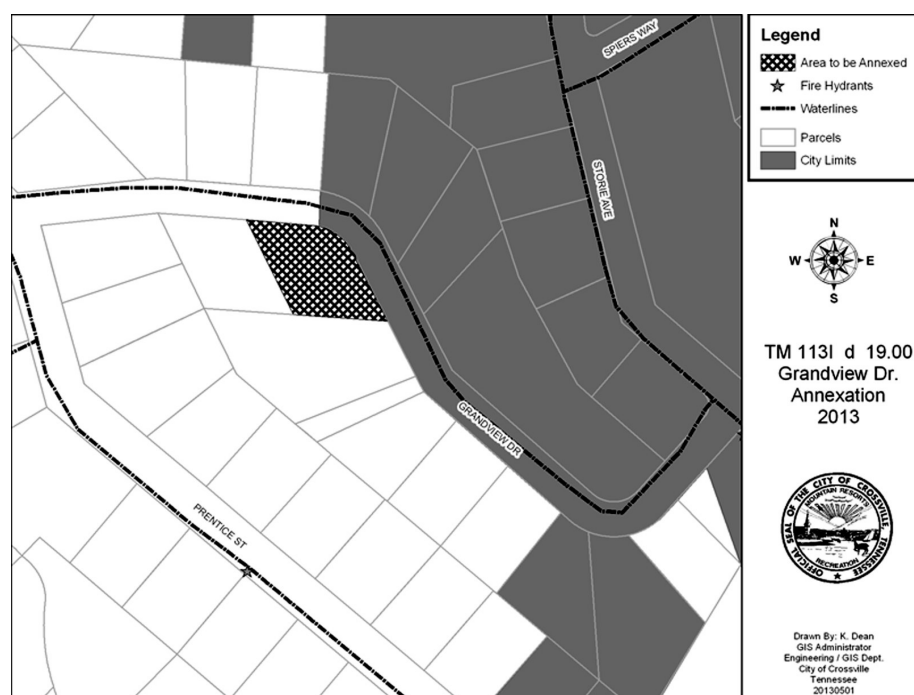 SPIERS WAY
STORIE AVE
GRANDVIEW DR
PRENTICE ST
Legend
Area to be Annexed
Fire Hydrants
Waterlines
Parcels
City Limits
N
W E
S
TM 113I d 19.00
Grandview Dr.
Annexation
2013
OFFICIAL SEAL OF THE CITY OF CROSSVILLE, TENNESSEE
MOUNTAIN RESORTS
RECREATION
Drawn By: K. Dean
GIS Administrator
Engineering / GIS Dept.
City of Crossville
Tennessee
20130501